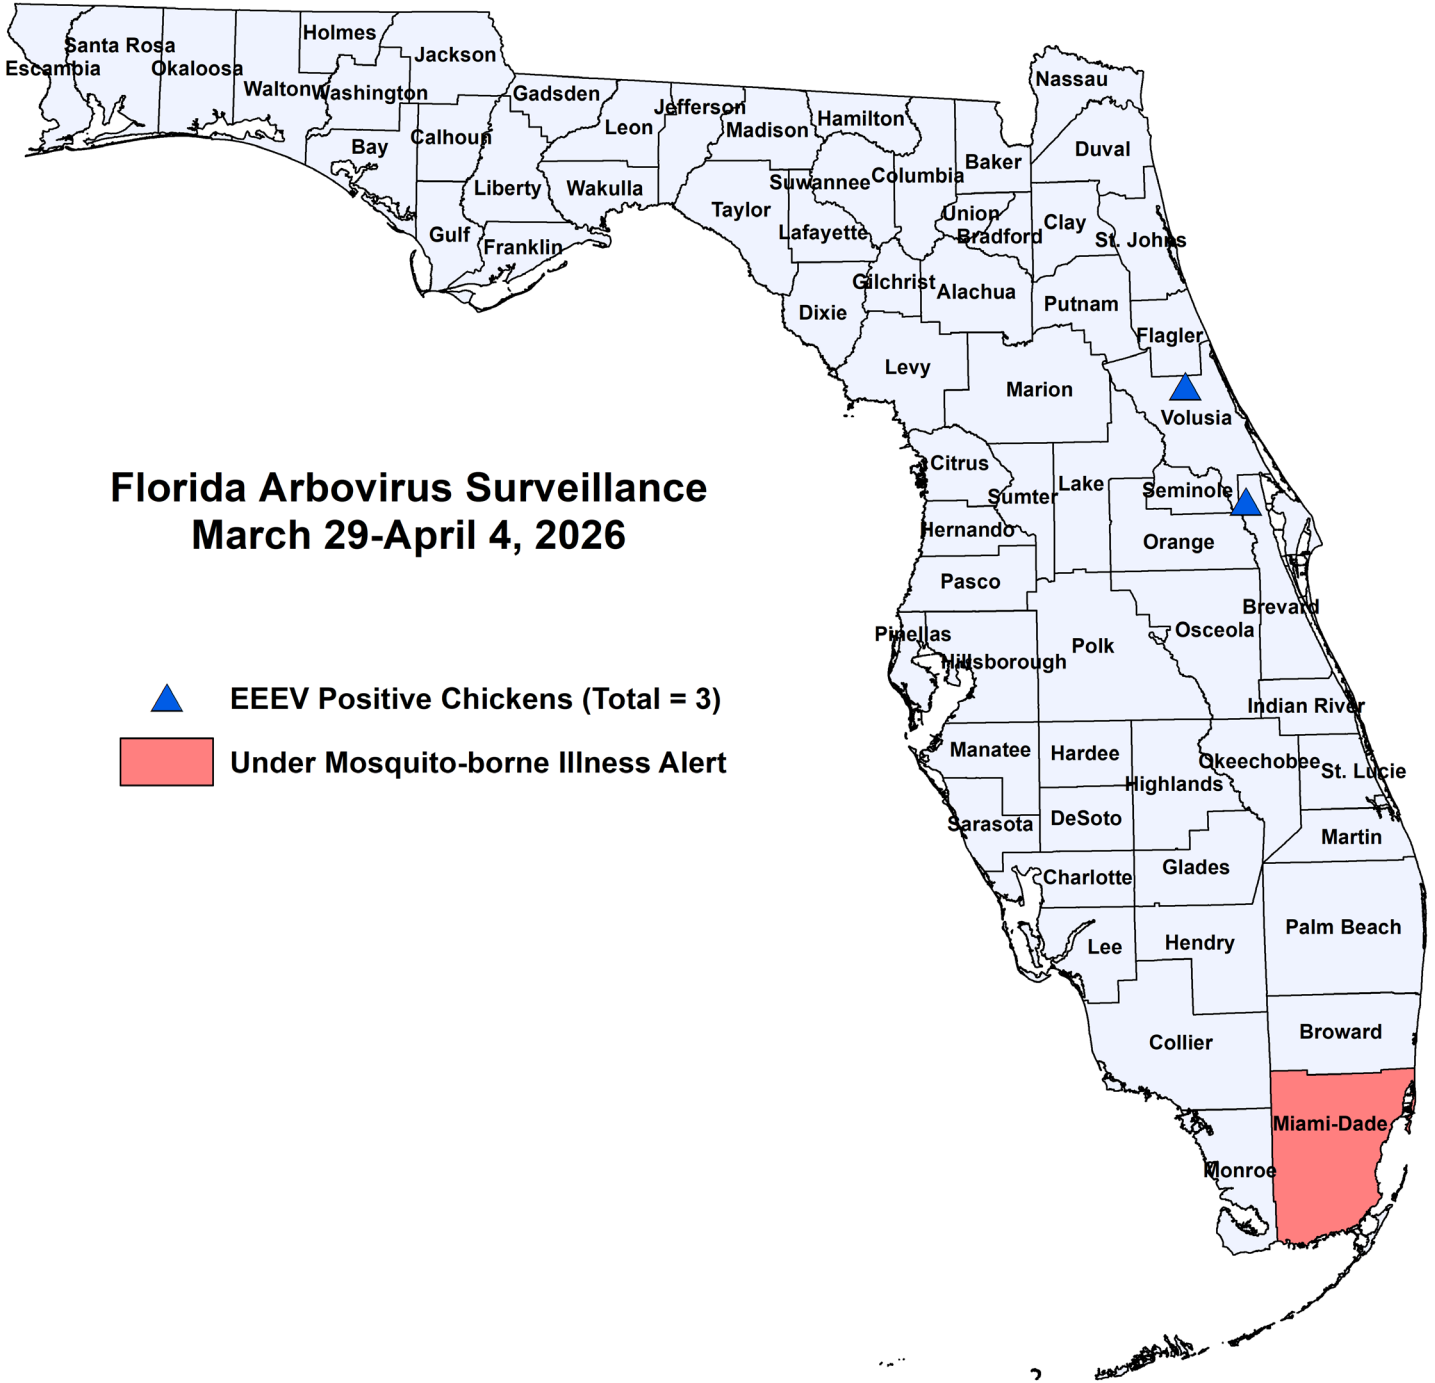 Holmes
Jackson
Santa Rosa
Escambia
Okaloosa
Walton
Washington
Gadsden
Nassau
Jefferson
Leon
Madison
Hamilton
Calhoun
Bay
Duval
Baker
Suwannee
Columbia
Liberty
Wakulla
Taylor
Union
Clay
Lafayette
Bradford
St. Johns
Gulf
Franklin
Gilchrist
Alachua
Putnam
Dixie
Flagler
Levy
Marion
Volusia
Florida Arbovirus Surveillance
March 29-April 4, 2026
Citrus
Sumter
Lake
Seminole
Hernando
Orange
Pasco
Brevard
Pinellas
Osceola
Polk
Hillsborough
EEEV Positive Chickens (Total = 3)
Under Mosquito-borne Illness Alert
Indian River
Manatee
Hardee
Okeechobee
St. Lucie
Highlands
Sarasota
DeSoto
Martin
Glades
Charlotte
Palm Beach
Lee
Hendry
Broward
Collier
Miami-Dade
Monroe